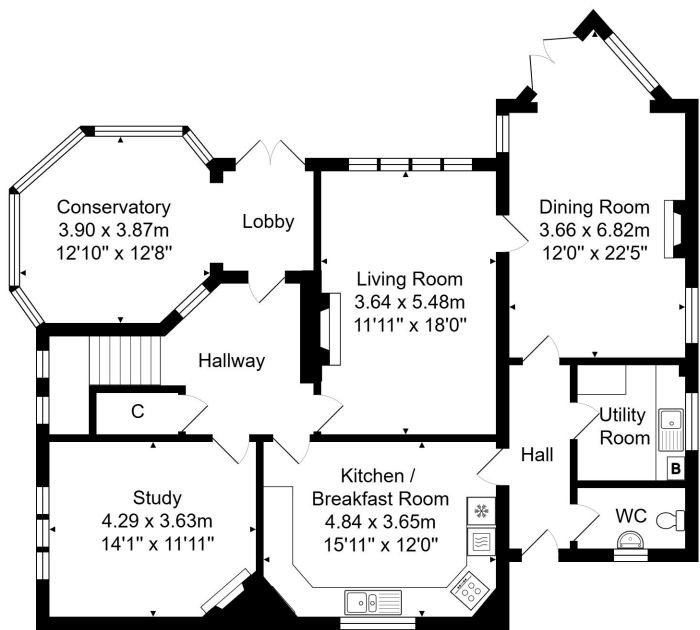 Conservatory
3.90 x 3.87m
12'10" x 12'8"
Lobby
Dining Room
3.66 x 6.82m
12'0" x 22'5"
Living Room
3.64 x 5.48m
11'11" x 18'0"
Hallway
C
Utility
Room
B
Hall
Kitchen /
Breakfast Room
4.84 x 3.65m
15'11" x 12'0"
Study
4.29 x 3.63m
14'1" x 11'11"
WC